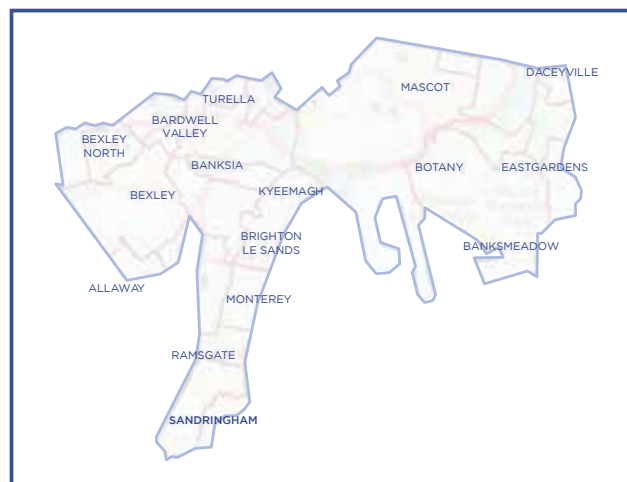 DACEYVILLE
MASCOT
TURELLA
BARDWELL
VALLEY
BEXLEY
NORTH
BANKSIA
BOTANY
EASTGARDENS
BEXLEY
KYEEMAGH
BRIGHTON
LE SANDS
BANKSMEADOW
ALLAWAY
MONTEREY
RAMSGATE
SANDRINGHAM